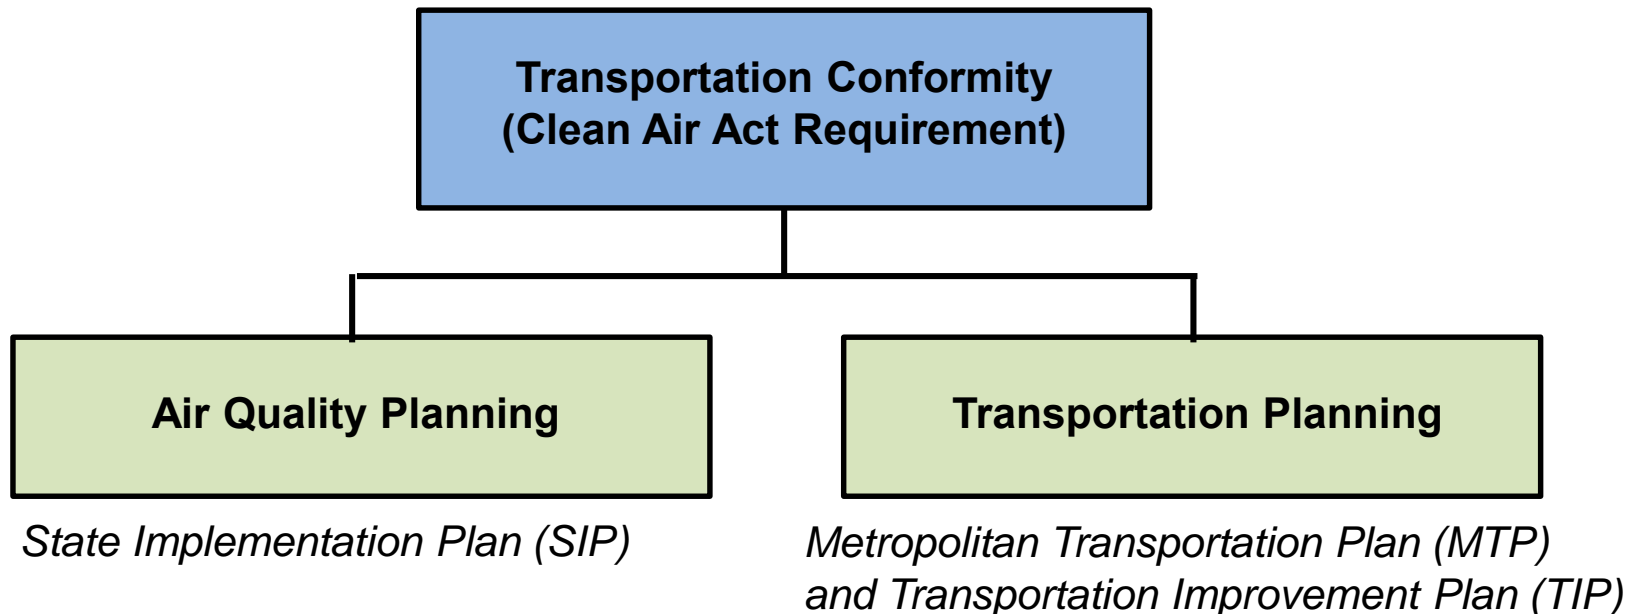 Transportation Conformity
(Clean Air Act Requirement)
Air Quality Planning
Transportation Planning
State Implementation Plan (SIP)
Metropolitan Transportation Plan (MTP)
and Transportation Improvement Plan (TIP)